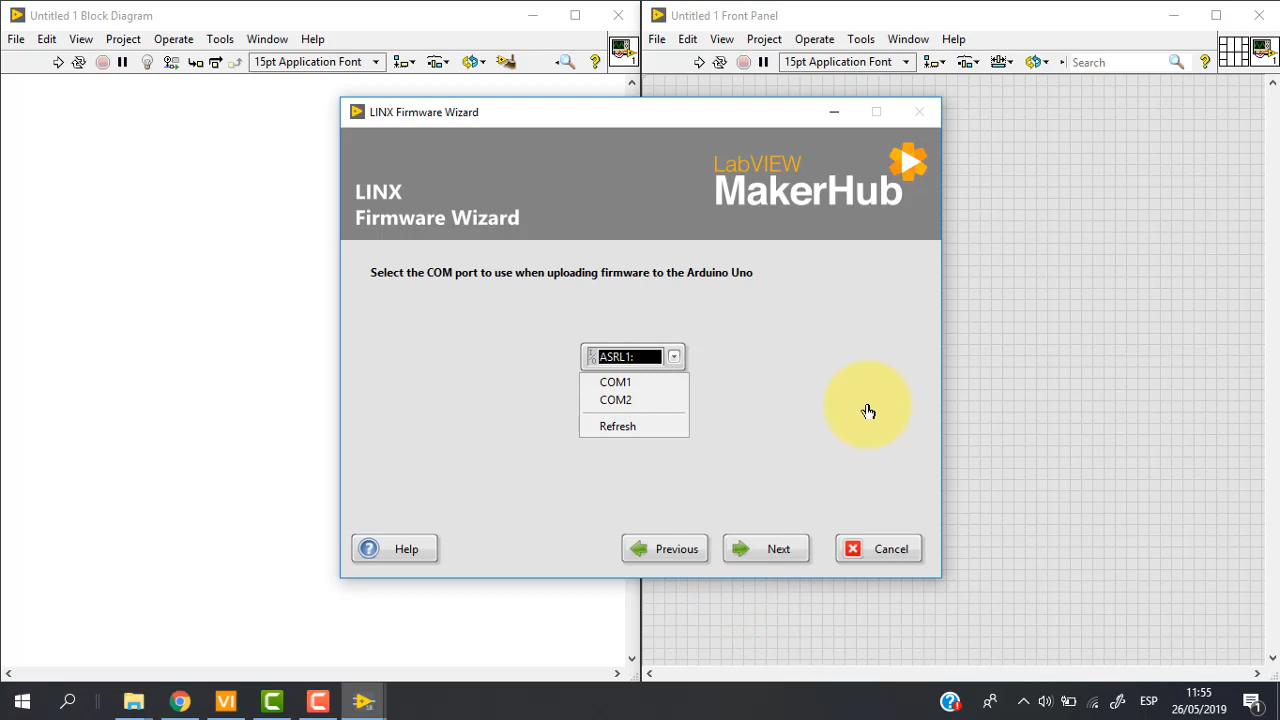 Untitled 1 Block Diagram
File Edit View Project Operate Tools Window Help
15pt Application Font
Untitled 1 Front Panel
File Edit View Project Operate Tools Window Help
15pt Application Font
Search
LINX Firmware Wizard
LINX
Firmware Wizard
LabVIEW
MakerHub
Select the COM port to use when uploading firmware to the Arduino Uno
ASRL1:
COM1
COM2
Refresh
Help
Previous
Next
Cancel
VI
ESP
11:55
26/05/2019
1